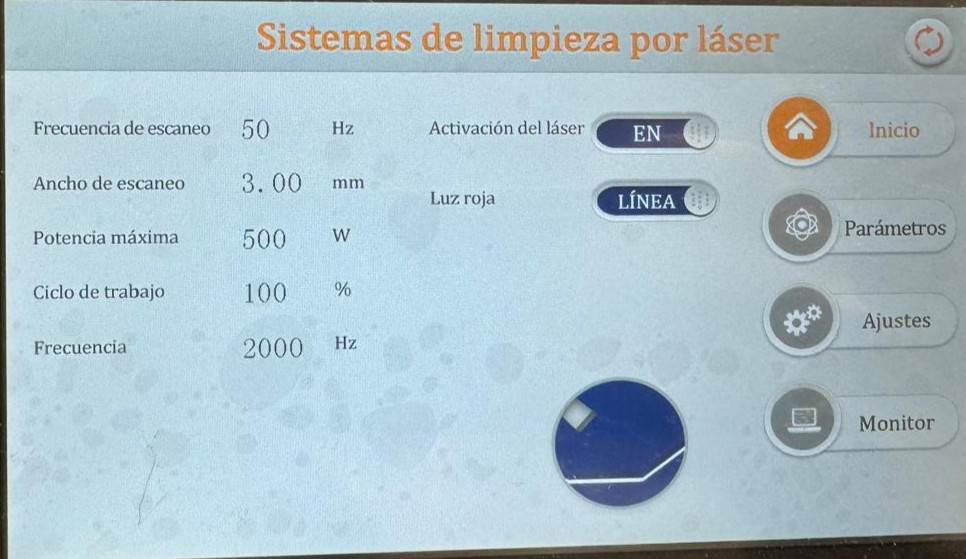 Sistemas de limpieza por láser
Frecuencia de escaneo 50 Hz
Ancho de escaneo 3.00 mm
Potencia máxima 500 W
Ciclo de trabajo 100 %
Frecuencia 2000 Hz
Activación del láser EN
Luz roja LÍNEA
Inicio
Parámetros
Ajustes
Monitor